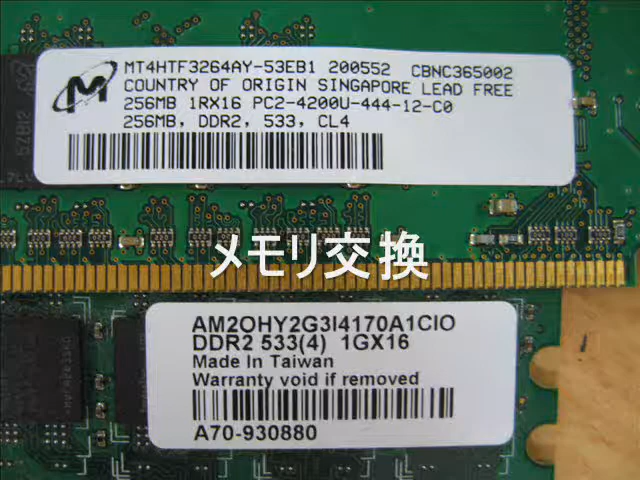 MT4HTF3264AY-53EB1 200552 CBNC365002
COUNTRY OF ORIGIN SINGAPORE LEAD FREE
256MB 1RX16 PC2-4200U-444-12-C0
256MB, DDR2, 533, CL4
メモリ交換
AM2OHY2G3I4170A1CIO
DDR2 533(4) 1GX16
Made In Taiwan
Warranty void if removed
A70-930880